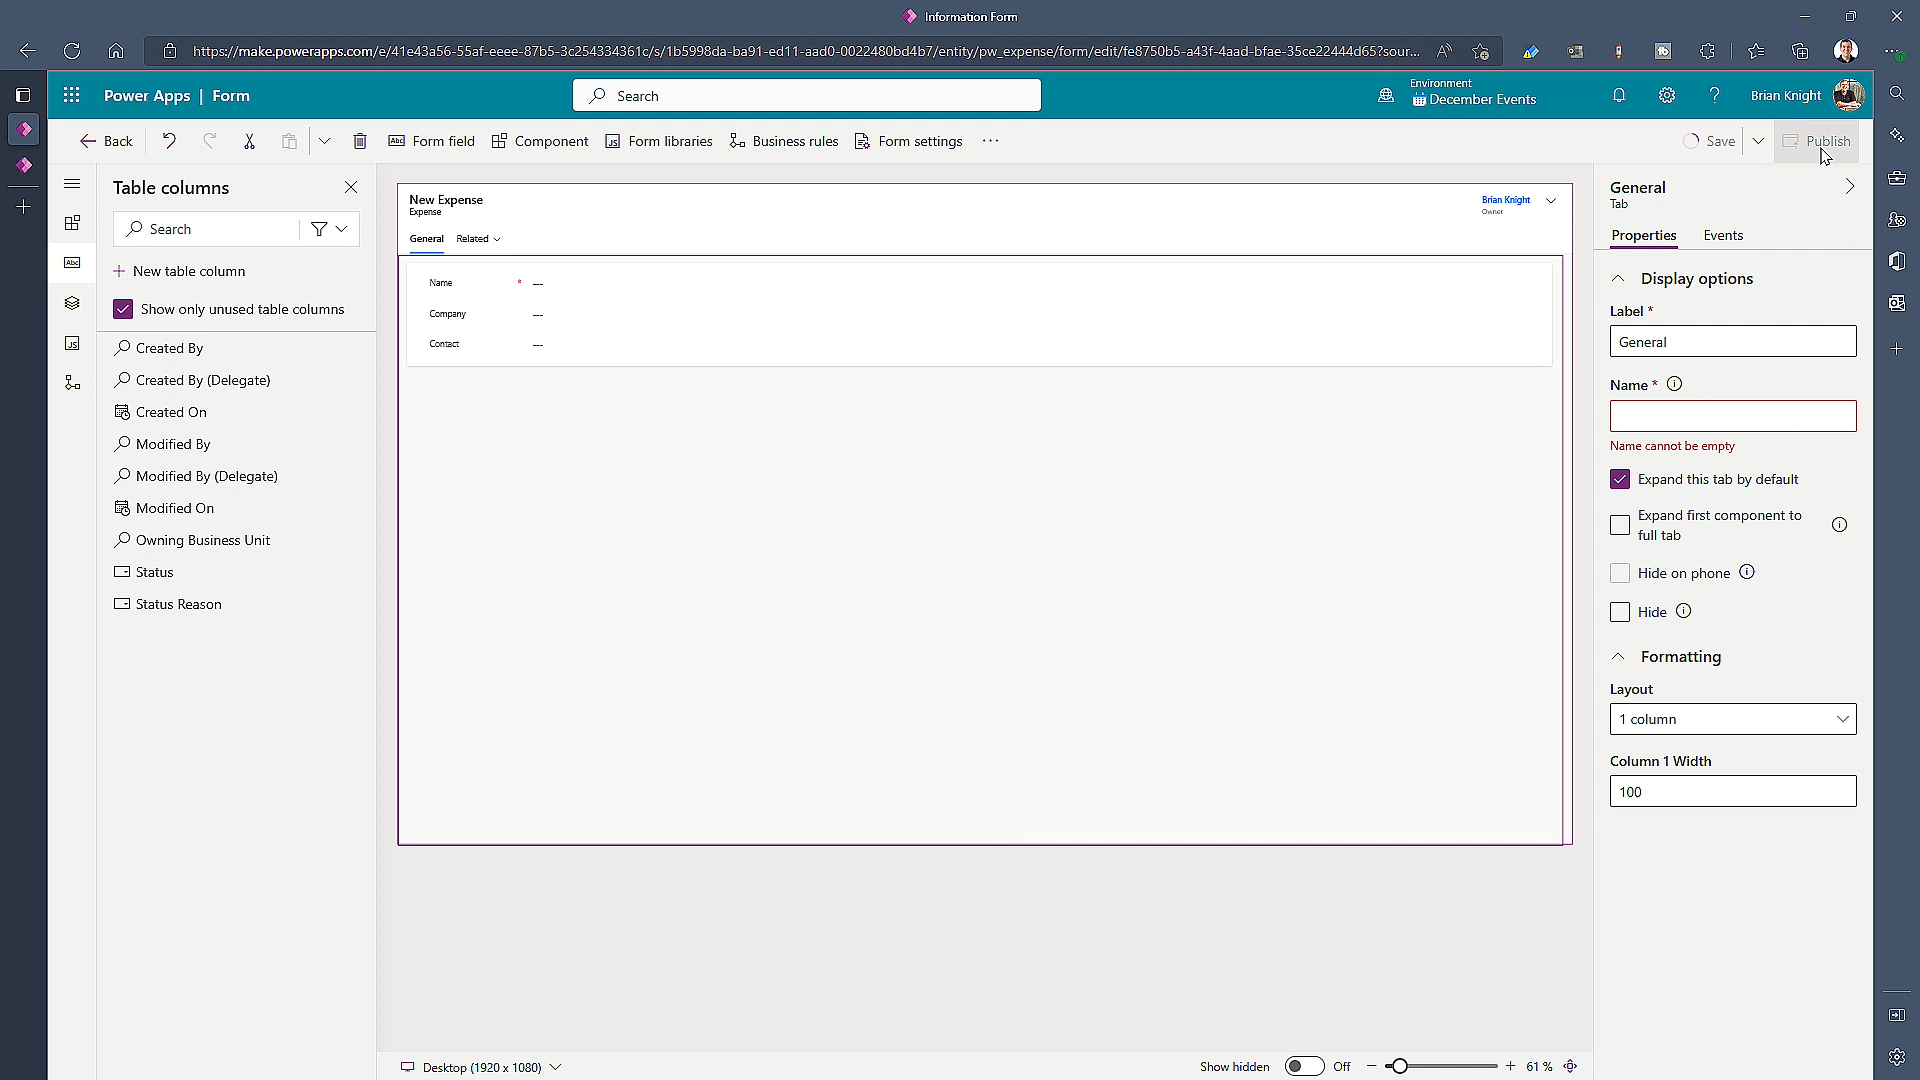 Information Form
https://make.powerapps.com/e/41e43a56-55af-eeee-87b5-3c254334361c/s/1b5998da-ba91-ed11-aad0-0022480bd4b7/entity/pw_expense/form/edit/fe8750b5-a43f-4aad-bfae-35ce22444d65?sour...
Power Apps | Form
Search
Environment
December Events
Brian Knight
Back
Form field
Component
Form libraries
Business rules
Form settings
Save
Publish
Table columns
Search
New table column
Show only unused table columns
Created By
Created By (Delegate)
Created On
Modified By
Modified By (Delegate)
Modified On
Owning Business Unit
Status
Status Reason
New Expense
Expense
Brian Knight
Owner
General
Related
Name * ---
Company ---
Contact ---
General
Tab
Properties
Events
Display options
Label *
General
Name *
Name cannot be empty
Expand this tab by default
Expand first component to
full tab
Hide on phone
Hide
Formatting
Layout
1 column
Column 1 Width
100
Desktop (1920 x 1080)
Show hidden
Off
61 %